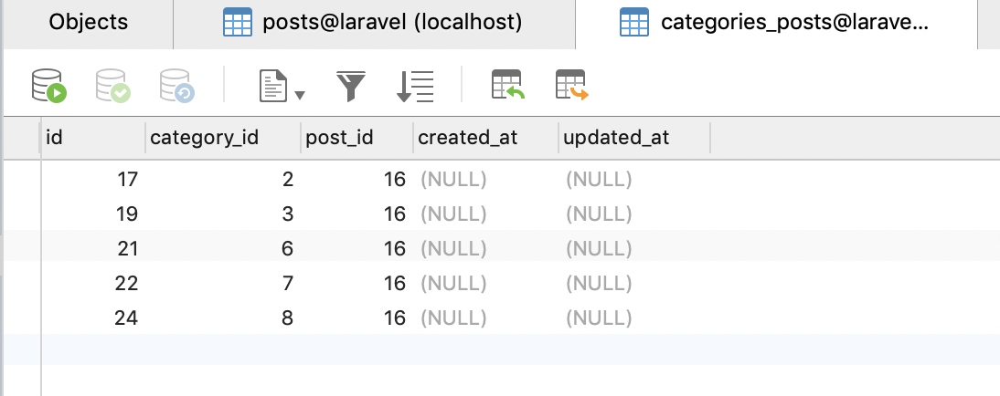 Objects posts@laravel (localhost) categories_posts@larave...
id category_id post_id created_at updated_at
17 2 16 (NULL) (NULL)
19 3 16 (NULL) (NULL)
21 6 16 (NULL) (NULL)
22 7 16 (NULL) (NULL)
24 8 16 (NULL) (NULL)